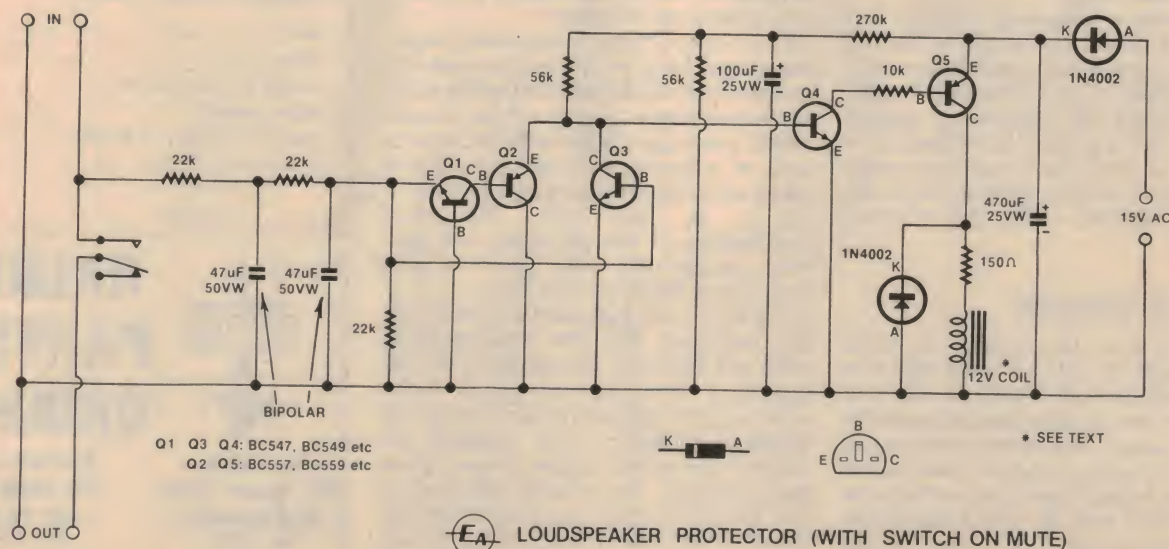 IN
270k
K
A
1N4002
56k
56k
100uF
25VW
+
-
10k
Q5
E
B
C
Q4
C
B
E
22k
22k
Q1
E
C
B
Q2
B
E
C
Q3
C
B
E
470uF
25VW
+
-
15V AC
1N4002
K
A
150Ω
47uF
50VW
47uF
50VW
22k
*
12V COIL
BIPOLAR
Q1 Q3 Q4: BC547, BC549 etc
Q2 Q5: BC557, BC559 etc
K
A
B
E
C
* SEE TEXT
OUT
EA LOUDSPEAKER PROTECTOR (WITH SWITCH ON MUTE)